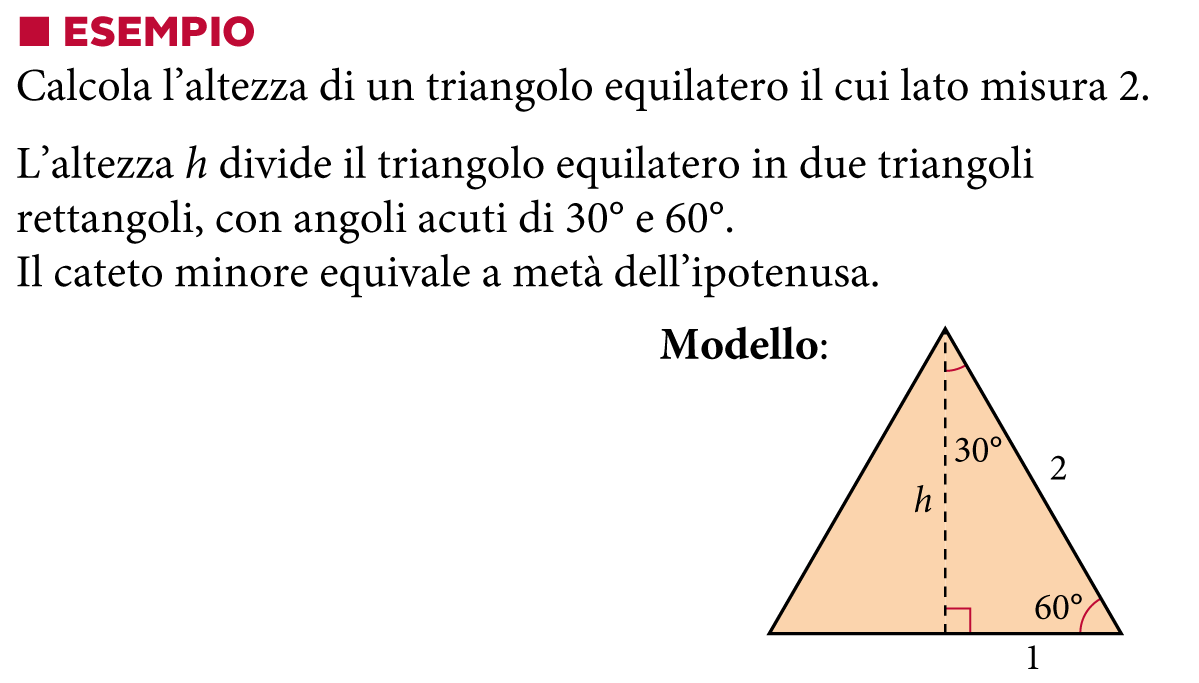 ■ ESEMPIO
Calcola l’altezza di un triangolo equilatero il cui lato misura 2.
L’altezza h divide il triangolo equilatero in due triangoli
rettangoli, con angoli acuti di 30° e 60°.
Il cateto minore equivale a metà dell’ipotenusa.
Modello:
30°
2
h
60°
1